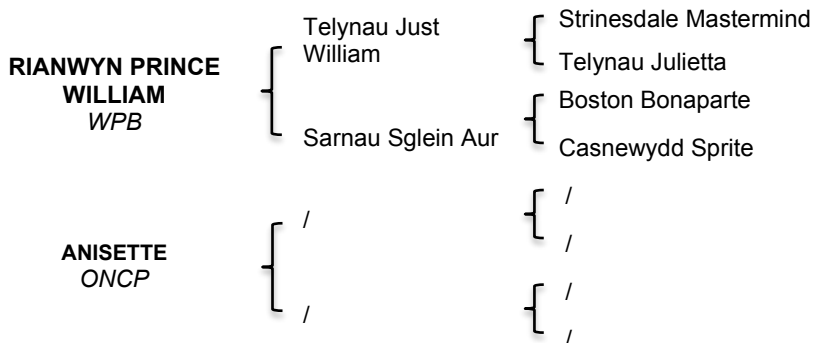 Telynau Just
William
Strinesdale Mastermind
Telynau Julietta
RIANWYN PRINCE
WILLIAM
WPB
Sarnau Sglein Aur
Boston Bonaparte
Casnewydd Sprite
ANISETTE
ONCP
/
/
/
/
/
/